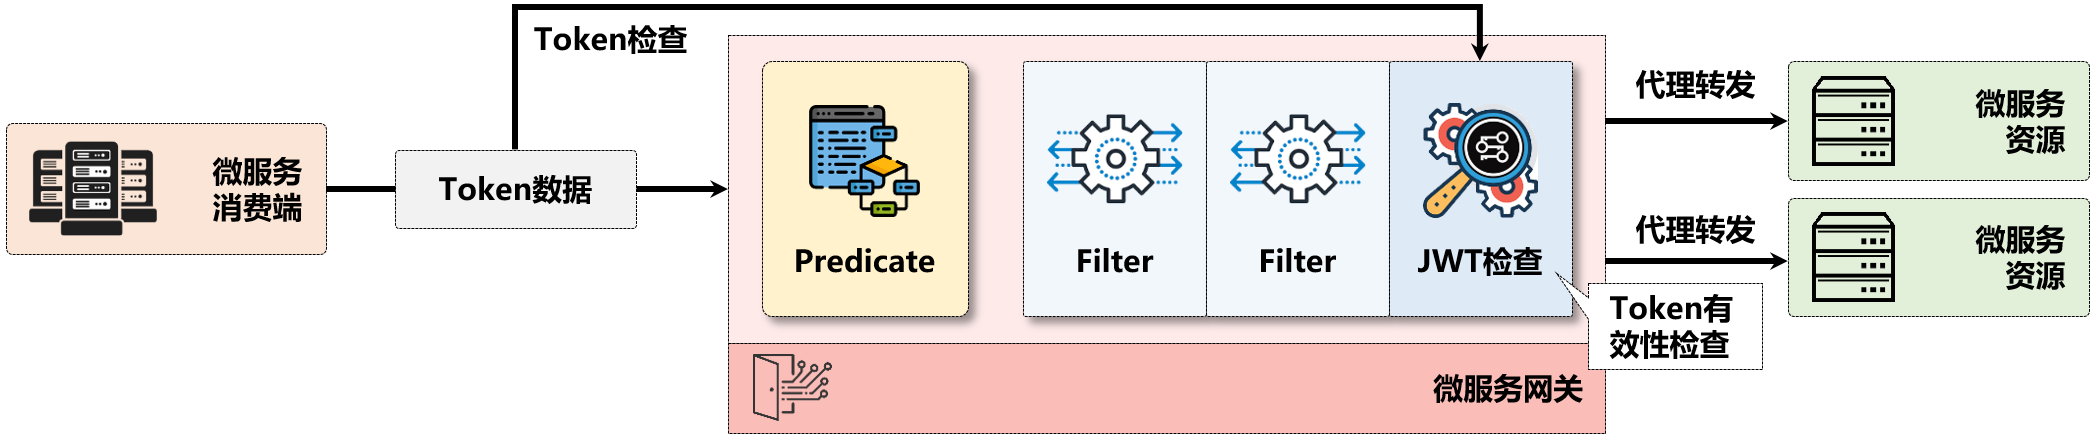 Token检查
微服务
消费端
Token数据
Predicate
Filter
Filter
JWT检查
Token有
效性检查
微服务网关
代理转发
微服务
资源
代理转发
微服务
资源